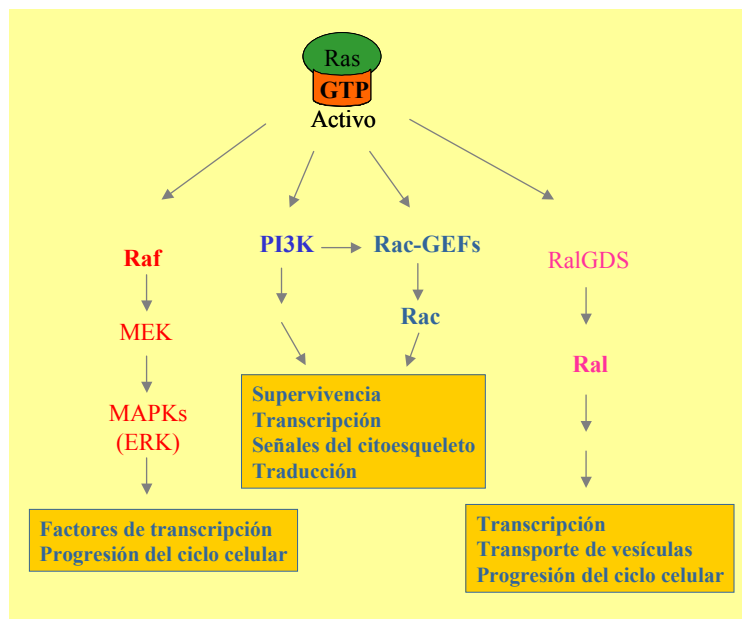 Ras
GTP
Activo
Raf
PI3K
Rac-GEFs
RalGDS
MEK
Rac
Ral
MAPKs
(ERK)
Supervivencia
Transcripción
Señales del citoesqueleto
Traducción
Factores de transcripción
Progresión del ciclo celular
Transcripción
Transporte de vesículas
Progresión del ciclo celular